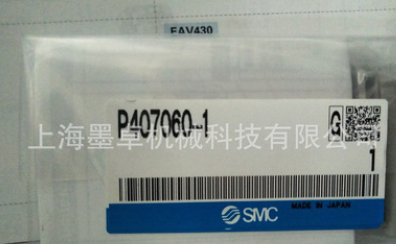 EAV430
P407060-1
G
上海墨卓机械科技有限公司
1
SMC
MADE IN JAPAN